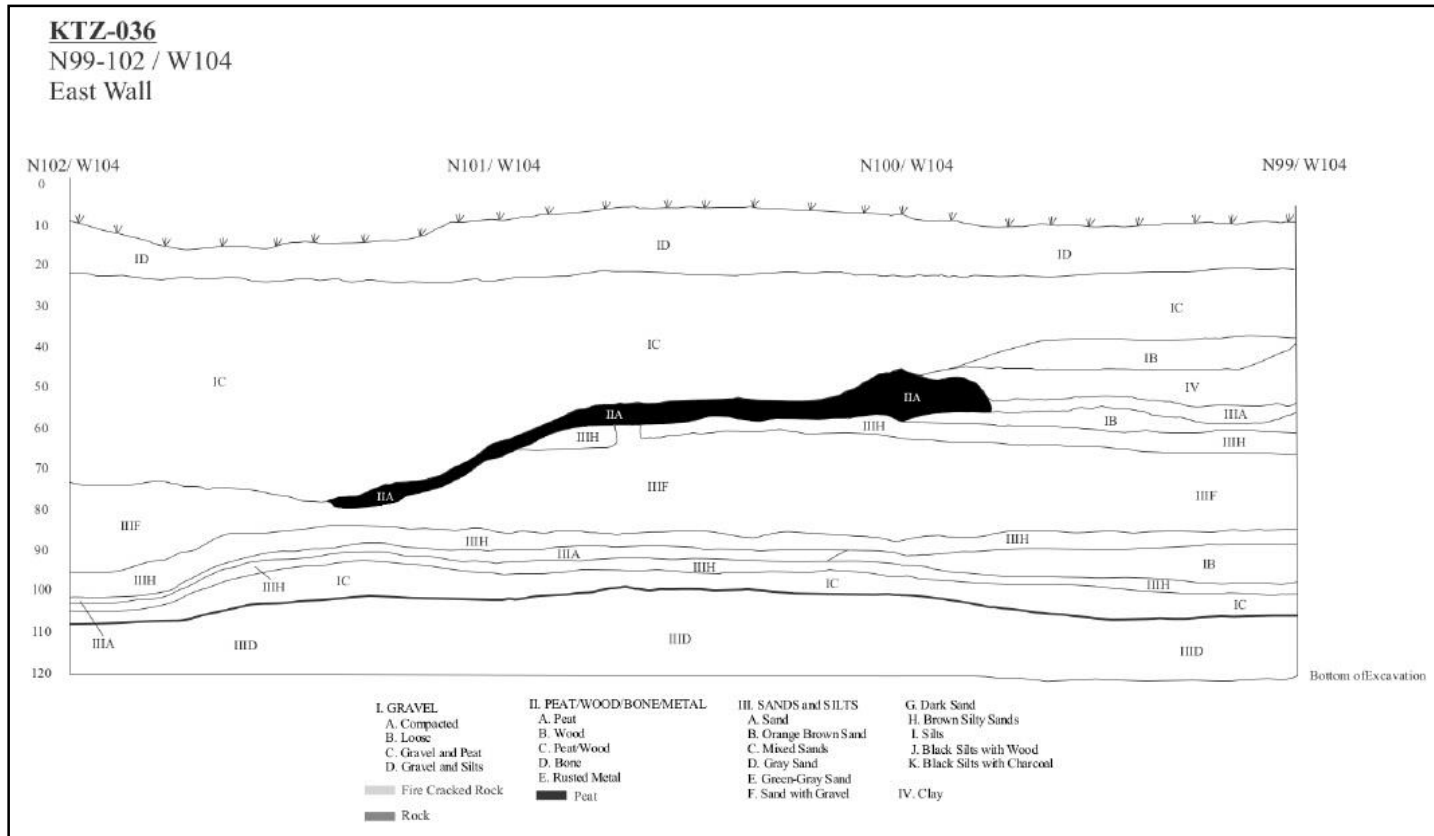 KTZ-036
N99-102 / W104
East Wall
N102/ W104
N101/ W104
N100/ W104
N99/ W104
0
10
20
30
40
50
60
70
80
90
100
110
120
ID
ID
ID
IC
IC
IC
IB
IV
IIA
IIA
IIIA
IB
IIIH
IIIH
IIIH
IIA
IIIF
IIIF
IIIF
IIIH
IIIH
IIIA
IIIH
IB
IIIH
IIIH
IC
IC
IIIH
IC
IIIA
IIID
IIID
IIID
Bottom ofExcavation
I. GRAVEL
A. Compacted
B. Loose
C. Gravel and Peat
D. Gravel and Silts
Fire Cracked Rock
Rock
II. PEAT/WOOD/BONE/METAL
A. Peat
B. Wood
C. Peat/Wood
D. Bone
E. Rusted Metal
Peat
III. SANDS and SILTS
A. Sand
B. Orange Brown Sand
C. Mixed Sands
D. Gray Sand
E. Green-Gray Sand
F. Sand with Gravel
G. Dark Sand
H. Brown Silty Sands
I. Silts
J. Black Silts with Wood
K. Black Silts with Charcoal
IV. Clay